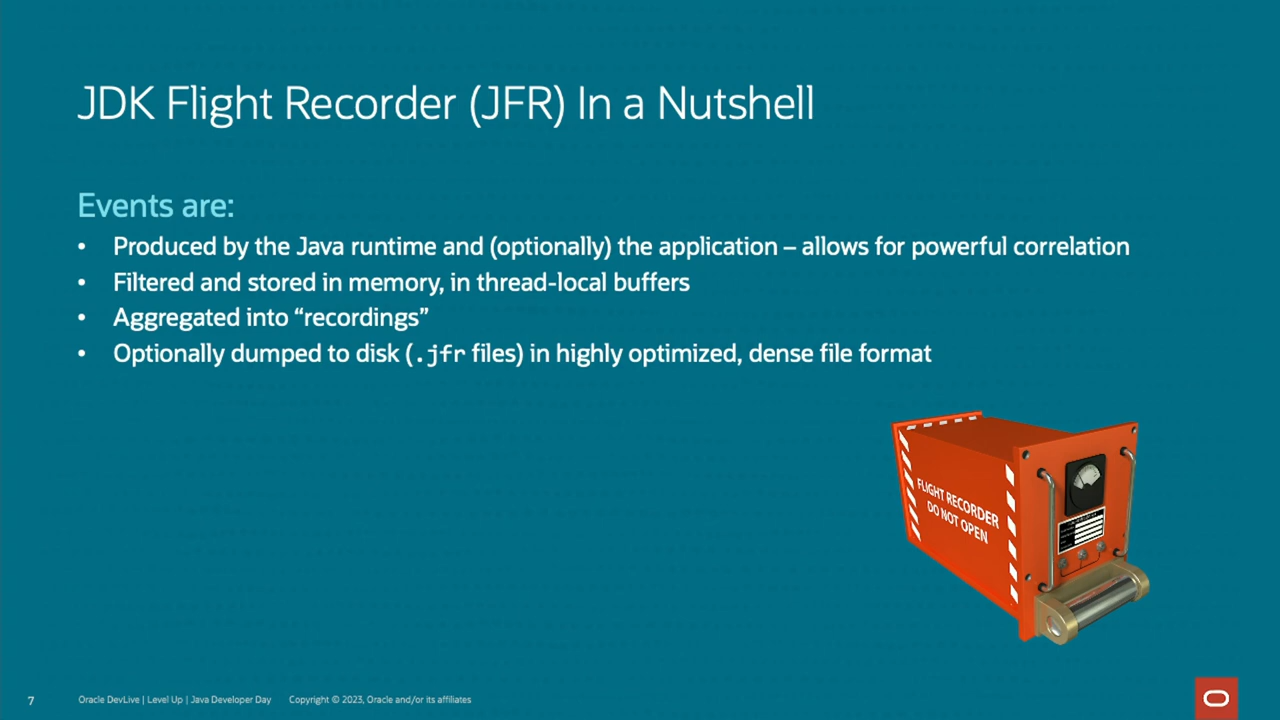 JDK Flight Recorder (JFR) In a Nutshell
Events are:
• Produced by the Java runtime and (optionally) the application – allows for powerful correlation
• Filtered and stored in memory, in thread-local buffers
• Aggregated into “recordings”
• Optionally dumped to disk (.jfr files) in highly optimized, dense file format
FLIGHT RECORDER
DO NOT OPEN
7 Oracle DevLive | Level Up | Java Developer Day Copyright © 2023, Oracle and/or its affiliates